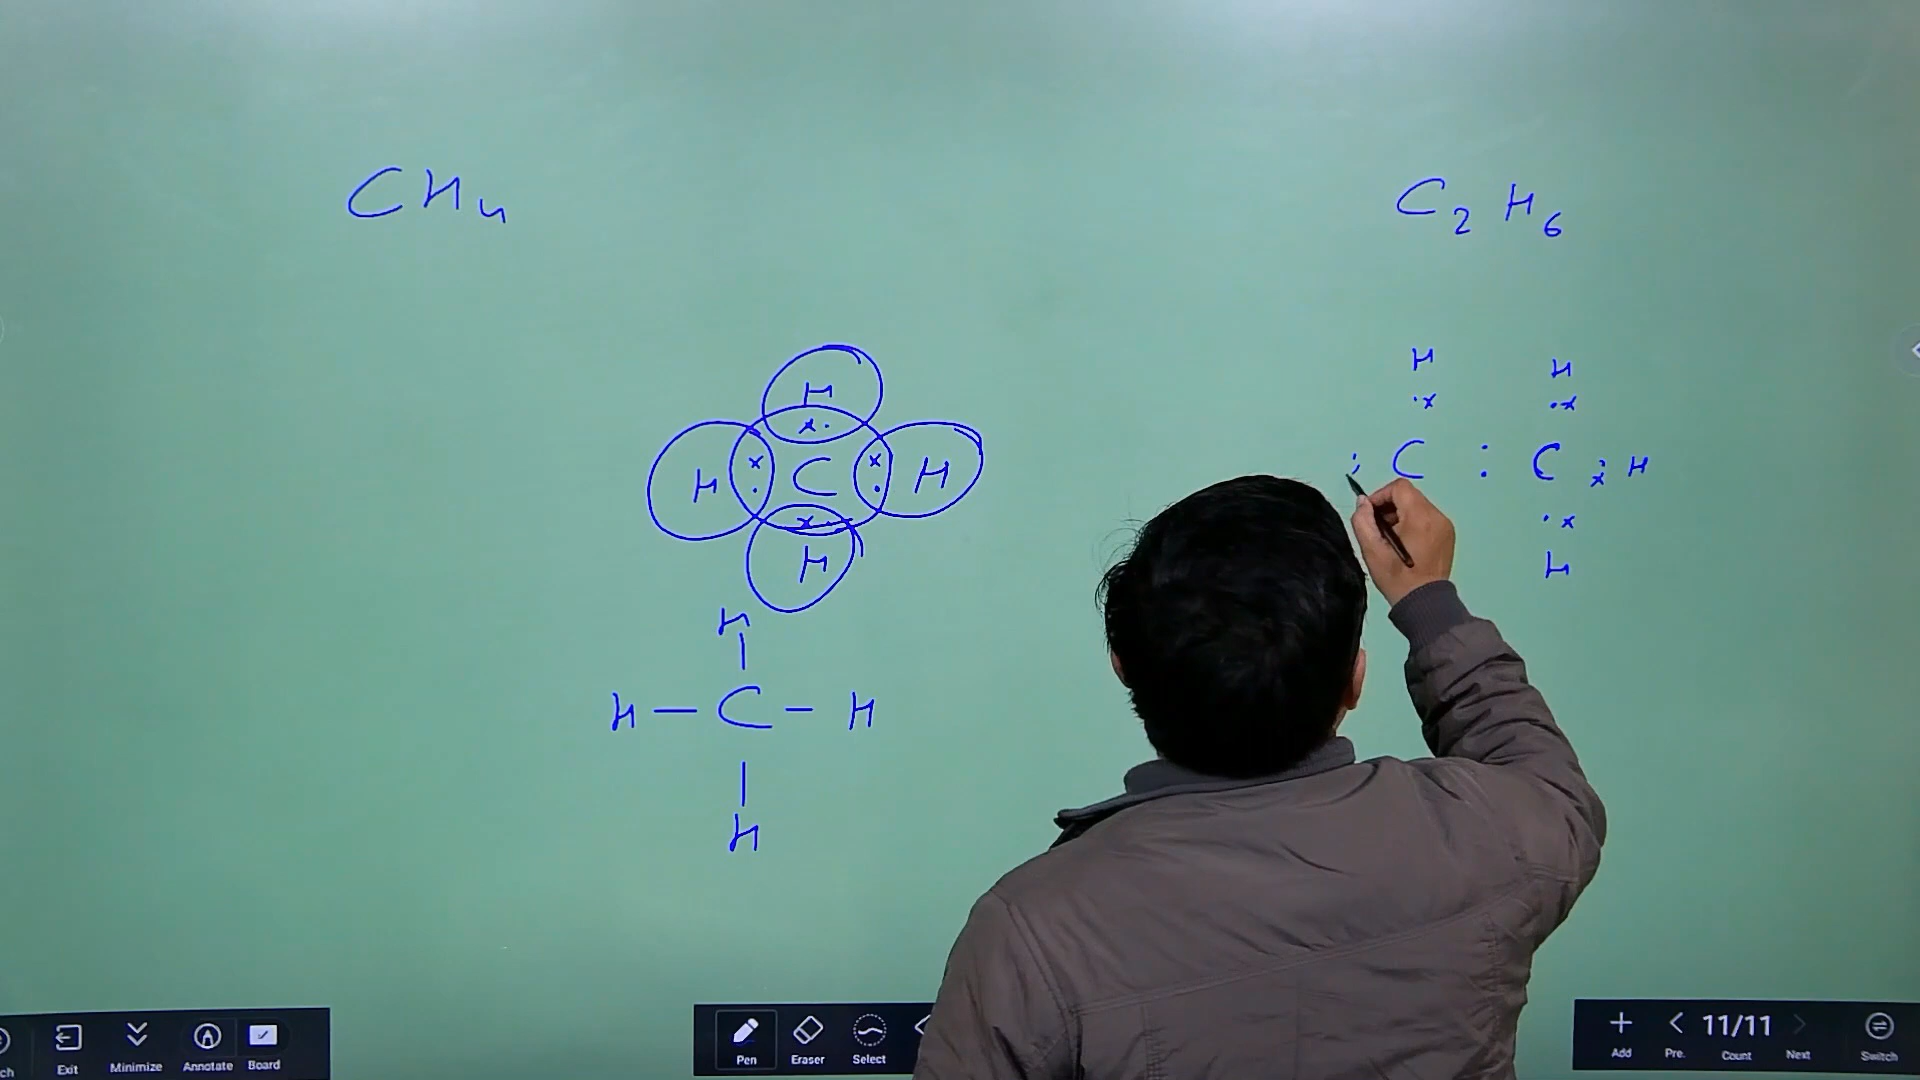 CH4
C2H6
H H
.x .x
: C : C :x H
.x
H
H
x.
H x. C x. H
x.
H
H
H — C — H
H
Exit Minimize Annotate Board
Pen Eraser Select
Add Pre. 11/11 Count Next Switch